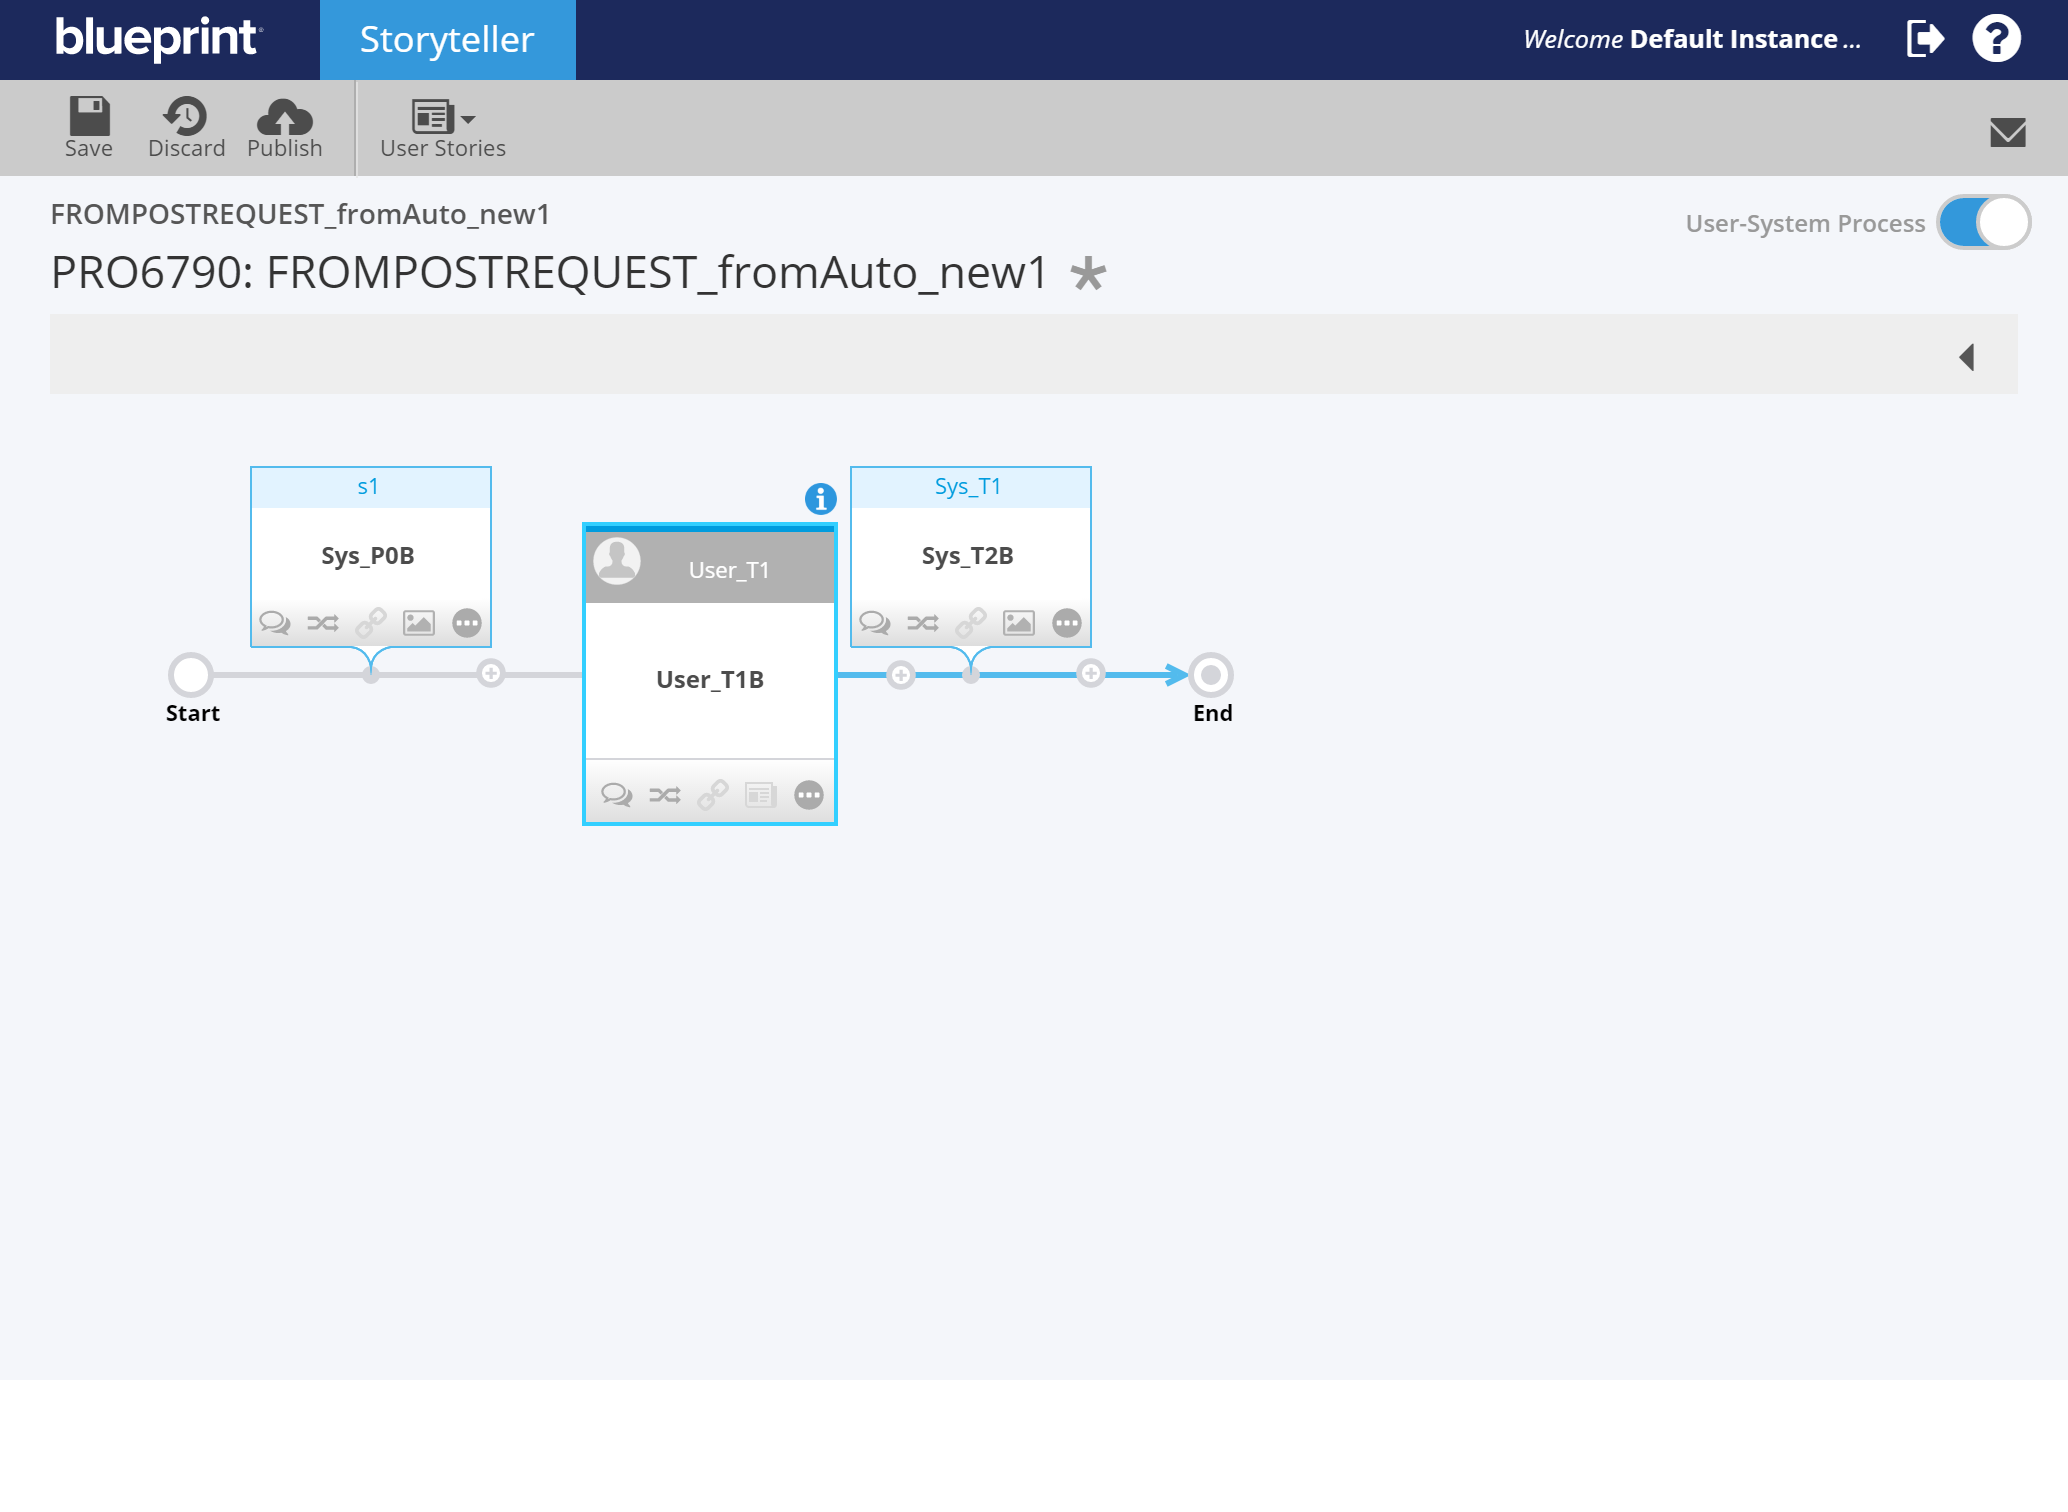 blueprint
Storyteller
Welcome Default Instance ...
Save
Discard
Publish
User Stories
FROMPOSTREQUEST_fromAuto_new1
User-System Process
PRO6790: FROMPOSTREQUEST_fromAuto_new1 *
s1
Sys_P0B
User_T1
User_T1B
Sys_T1
Sys_T2B
Start
End